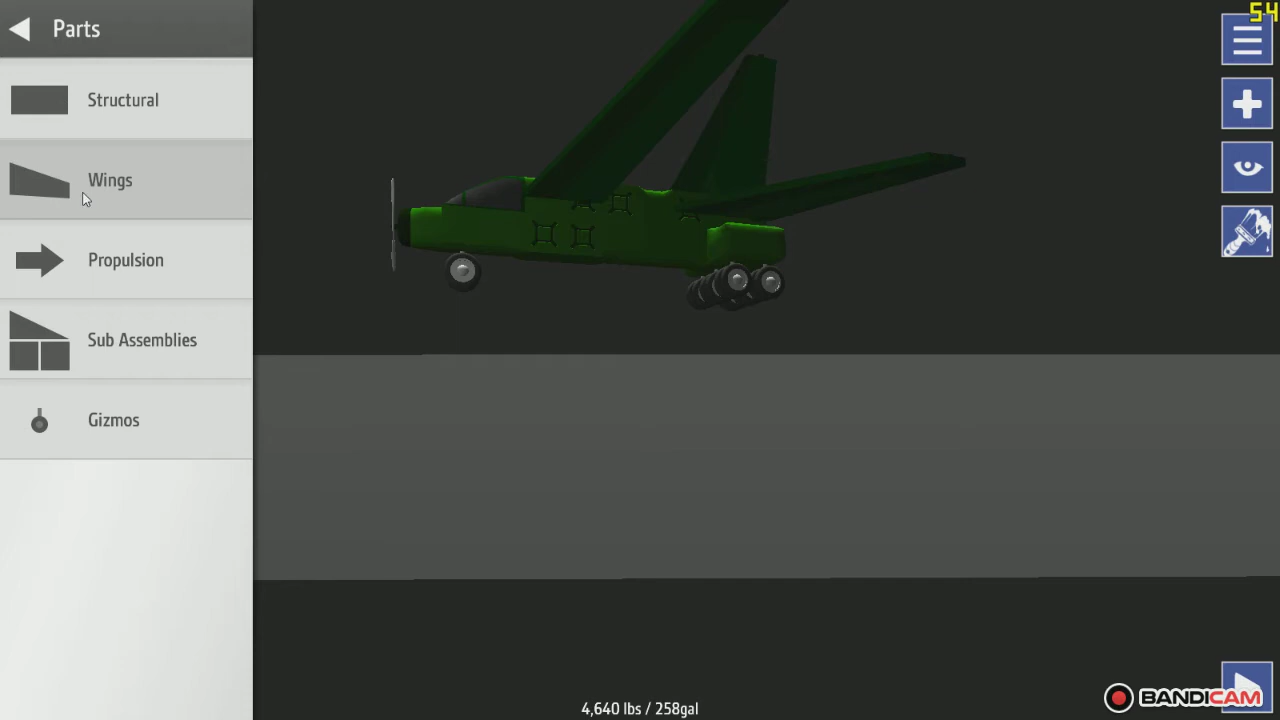 Parts
54
Structural
Wings
Propulsion
Sub Assemblies
Gizmos
4,640 lbs / 258gal
BANDICAM